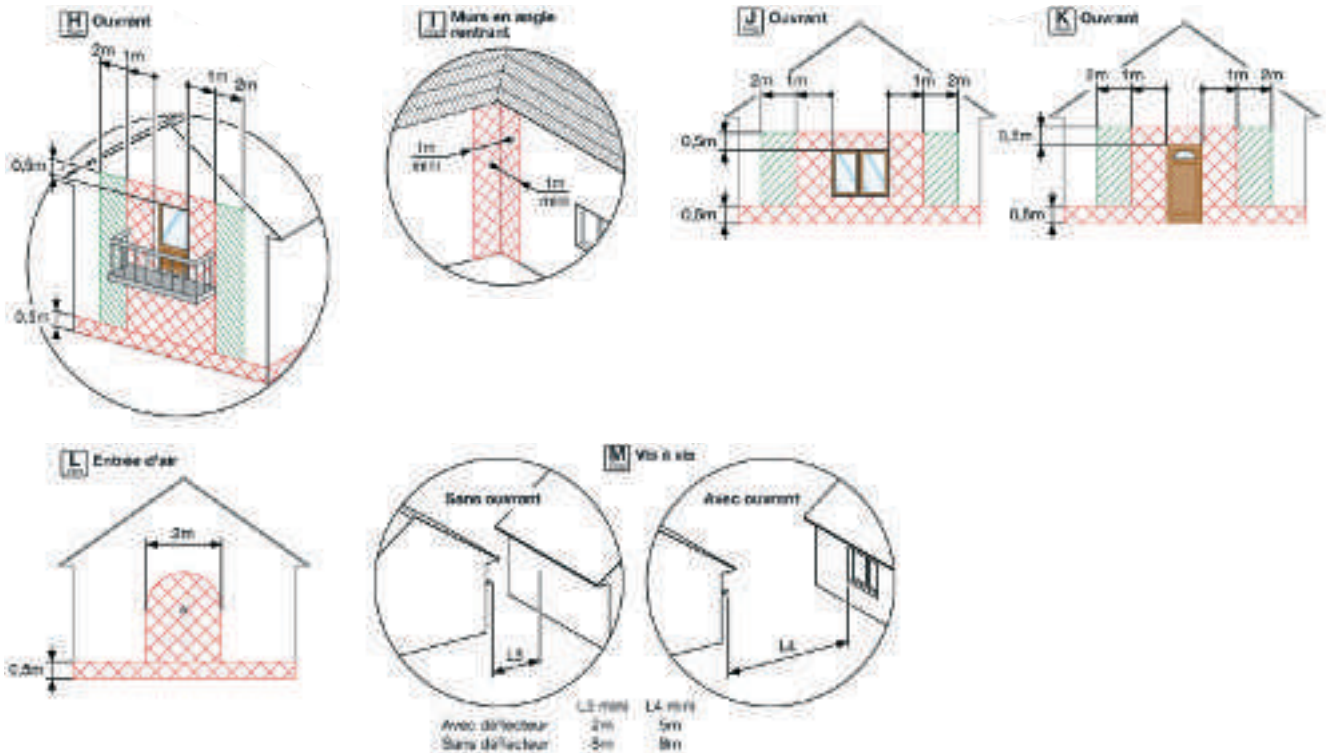 H Ouvrant
2m 1m
1m 2m
0,5m
0,5m
I Murs en angle
rentrant
1m
mini
1m
mini
J Ouvrant
2m 1m 1m 2m
0,5m
0,5m
K Ouvrant
2m 1m 1m 2m
0,5m
0,5m
L Entrée d'air
2m
0,5m
M Vis à vis
Sans ouvrant
Avec ouvrant
L3
L4
L3 mini L4 mini
Avec déflecteur 2m 5m
Sans déflecteur 5m 8m